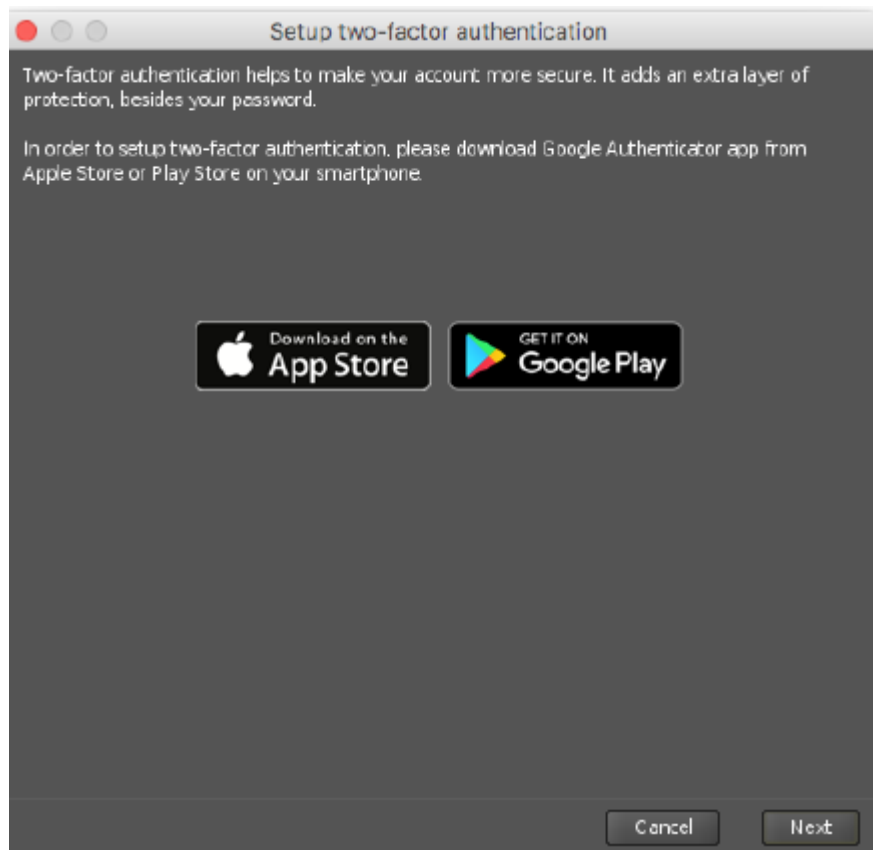 Setup two-factor authentication
Two-factor authentication helps to make your account more secure. It adds an extra layer of
protection, besides your password.
In order to setup two-factor authentication, please download Google Authenticator app from
Apple Store or Play Store on your smartphone.
Download on the
App Store
GET IT ON
Google Play
Cancel
Next